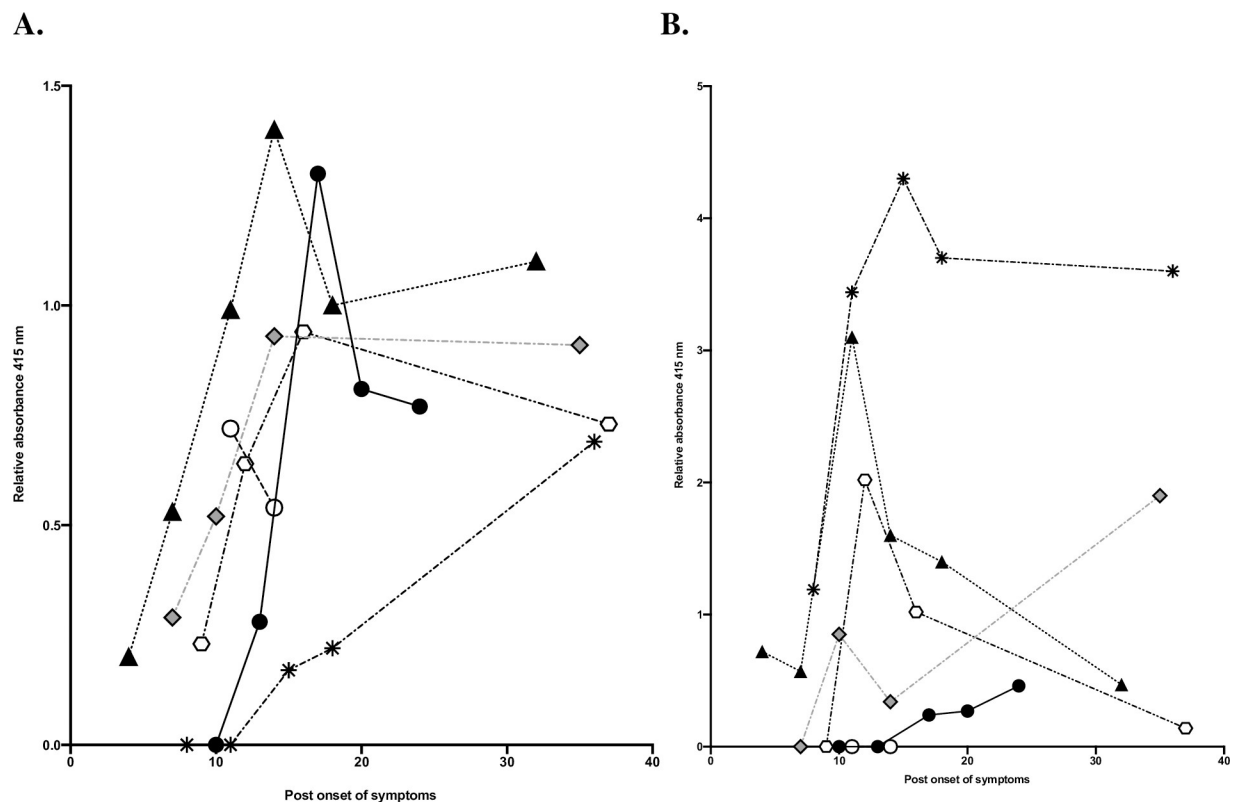 A.
1.5
1.0
0.5
0.0
Relative absorbance 415 nm
0 10 20 30 40
Post onset of symptoms
B.
5
4
3
2
1
0
Relative absorbance 415 nm
0 10 20 30 40
Post onset of symptoms